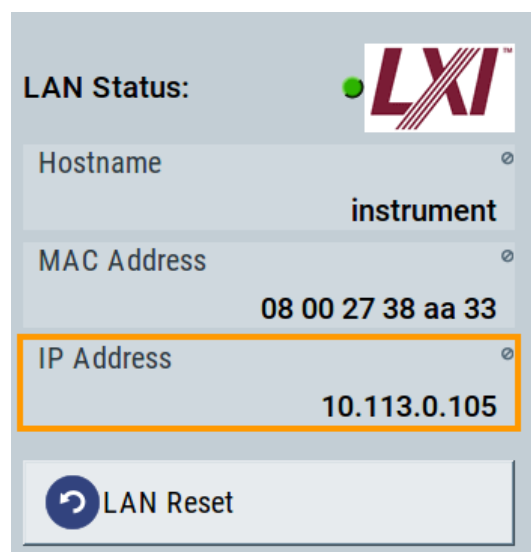 LAN Status:
LXI™
Hostname
instrument
MAC Address
08 00 27 38 aa 33
IP Address
10.113.0.105
LAN Reset